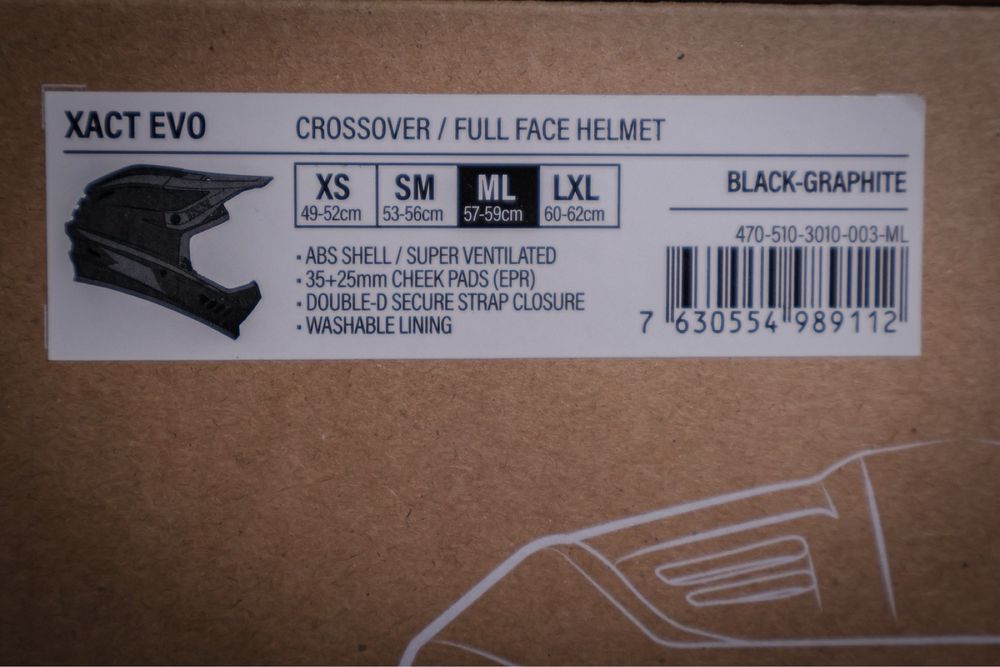 XACT EVO
CROSSOVER / FULL FACE HELMET
XS
49-52cm
SM
53-56cm
ML
57-59cm
LXL
60-62cm
• ABS SHELL / SUPER VENTILATED
• 35+25mm CHEEK PADS (EPR)
• DOUBLE-D SECURE STRAP CLOSURE
• WASHABLE LINING
BLACK-GRAPHITE
470-510-3010-003-ML
7 630554 989112